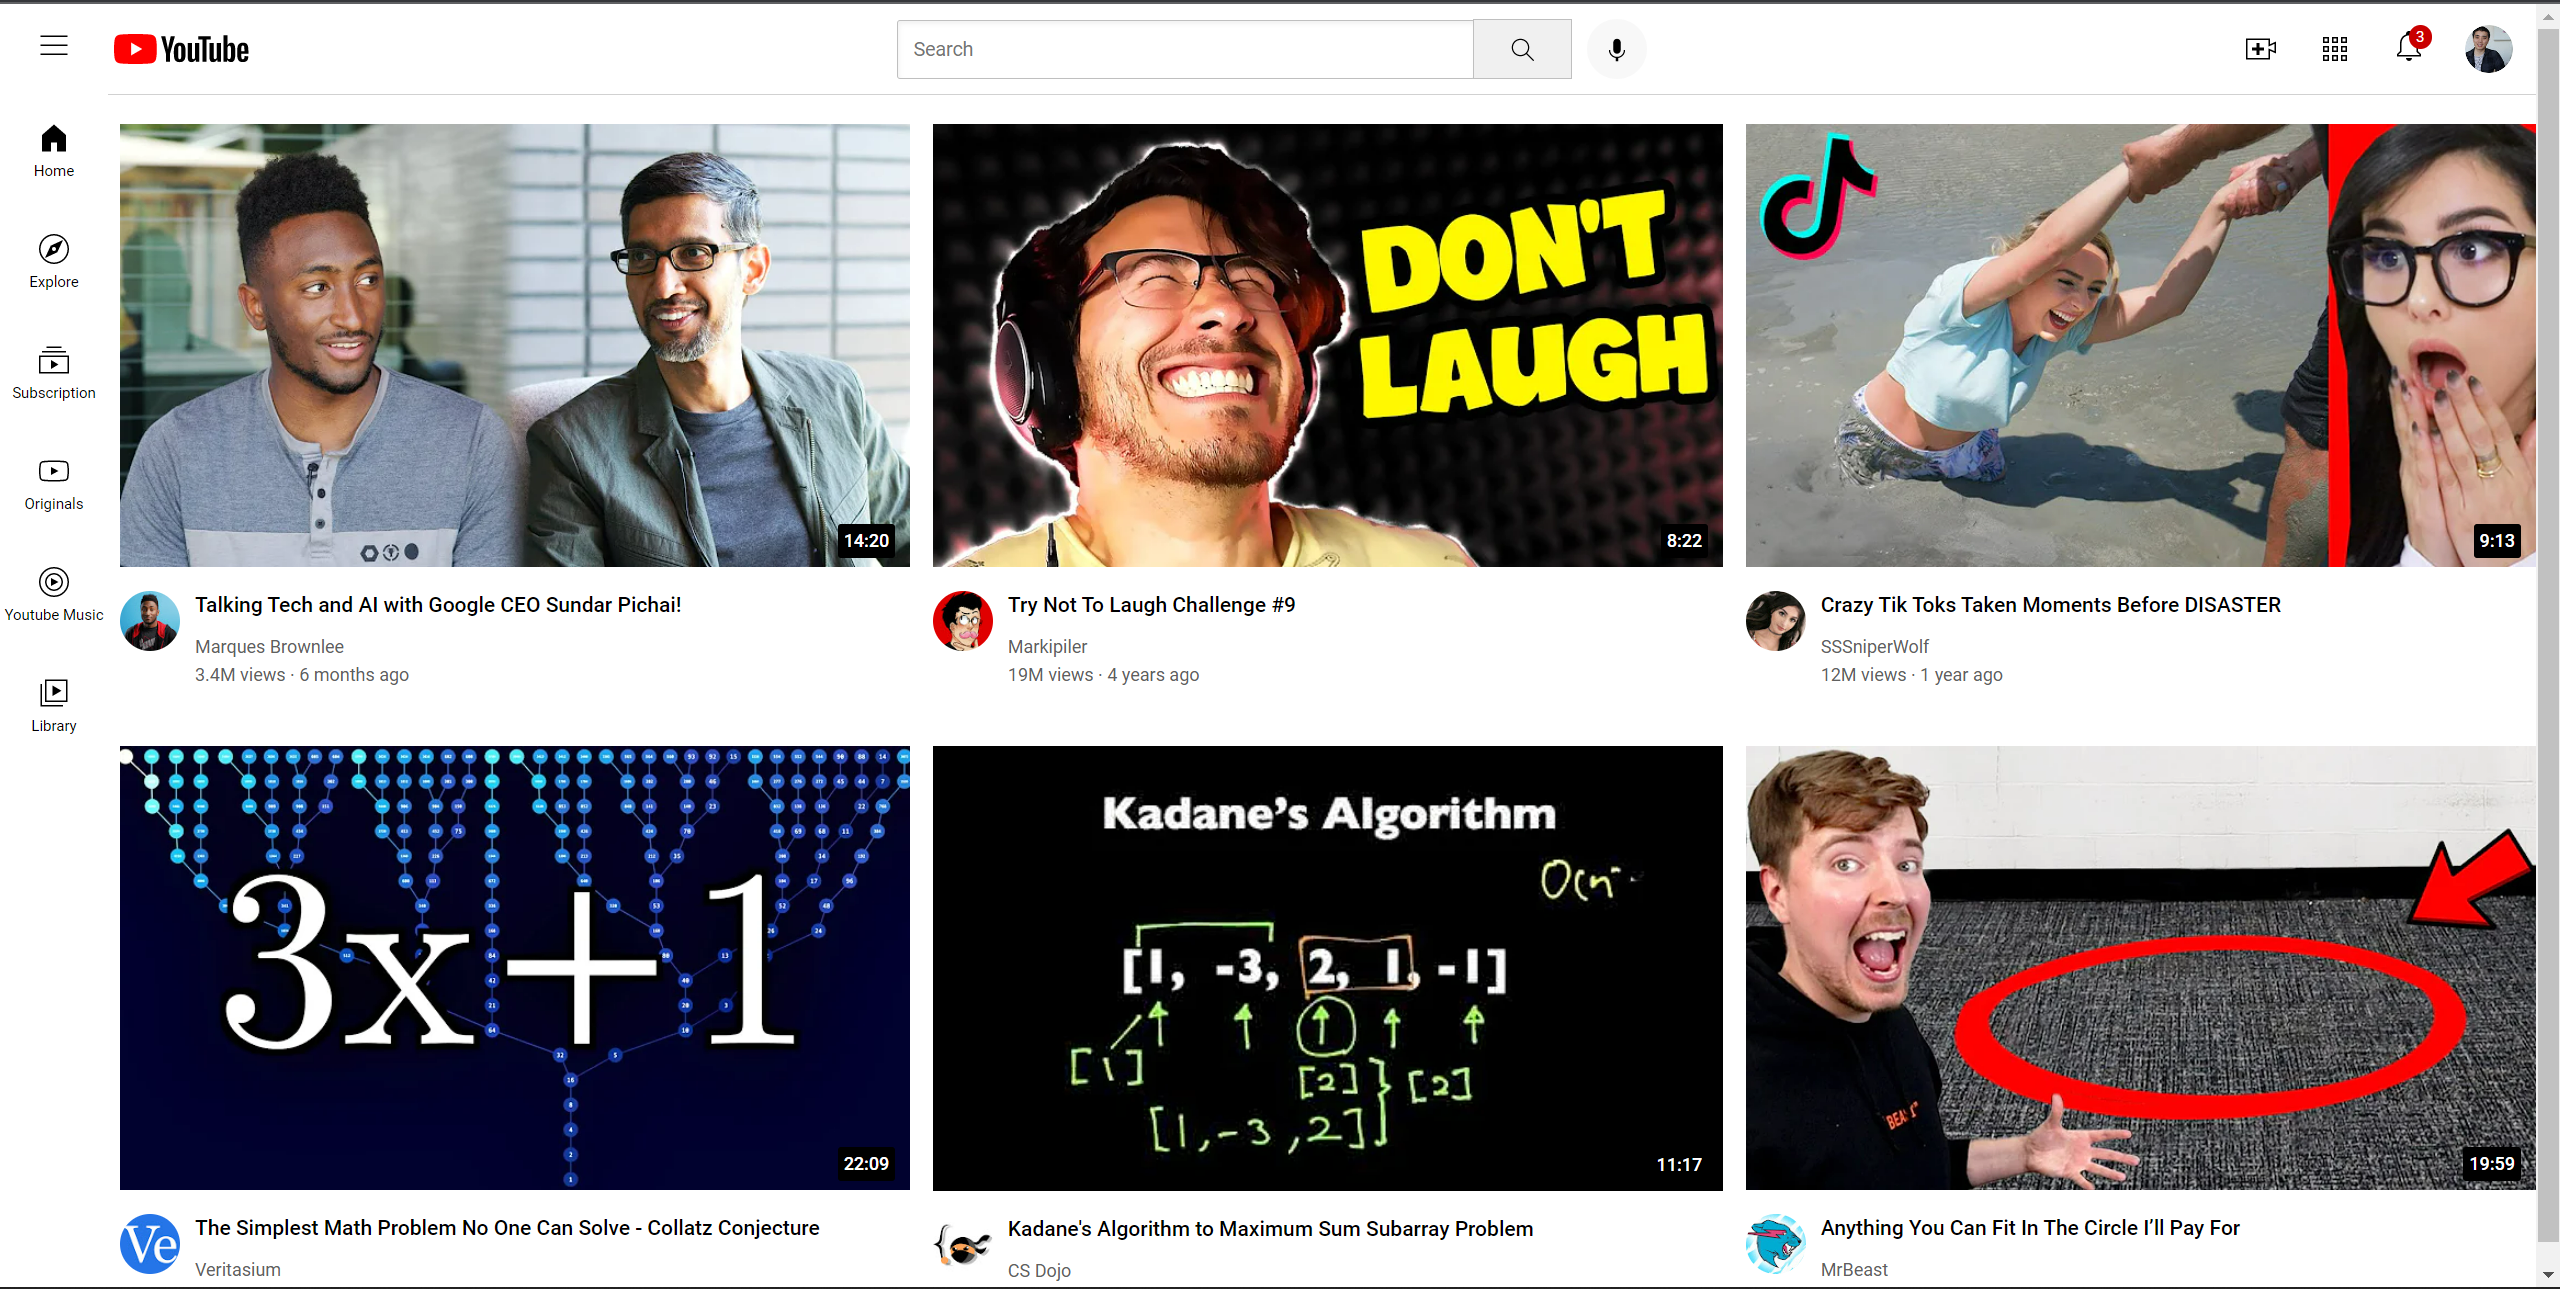 YouTube
Search
3
Home
Explore
Subscription
Originals
Youtube Music
Library
DON'T
LAUGH
14:20
8:22
9:13
Talking Tech and AI with Google CEO Sundar Pichai!
Marques Brownlee
3.4M views · 6 months ago
Try Not To Laugh Challenge #9
Markipiler
19M views · 4 years ago
Crazy Tik Toks Taken Moments Before DISASTER
SSSniperWolf
12M views · 1 year ago
3x+1
22:09
Kadane's Algorithm
[1, -3, 2, 1, -1]
[1]
[2]
[2]
[1,-3,2]
11:17
19:59
Ve
The Simplest Math Problem No One Can Solve - Collatz Conjecture
Veritasium
Kadane's Algorithm to Maximum Sum Subarray Problem
CS Dojo
Anything You Can Fit In The Circle I’ll Pay For
MrBeast